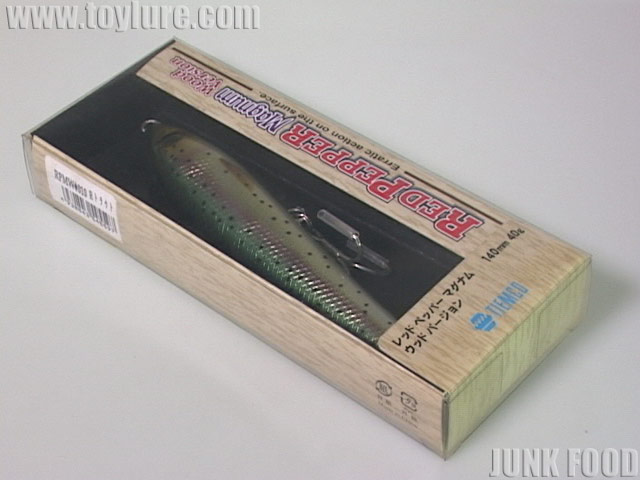 www.toylure.com
WOOD
VERSION
RED PEPPER Magnum
Erratic action on the surface.
140mm 40g
レッド ペッパー マグナム
ウッド バージョン
TIEMCO
JUNK FOOD